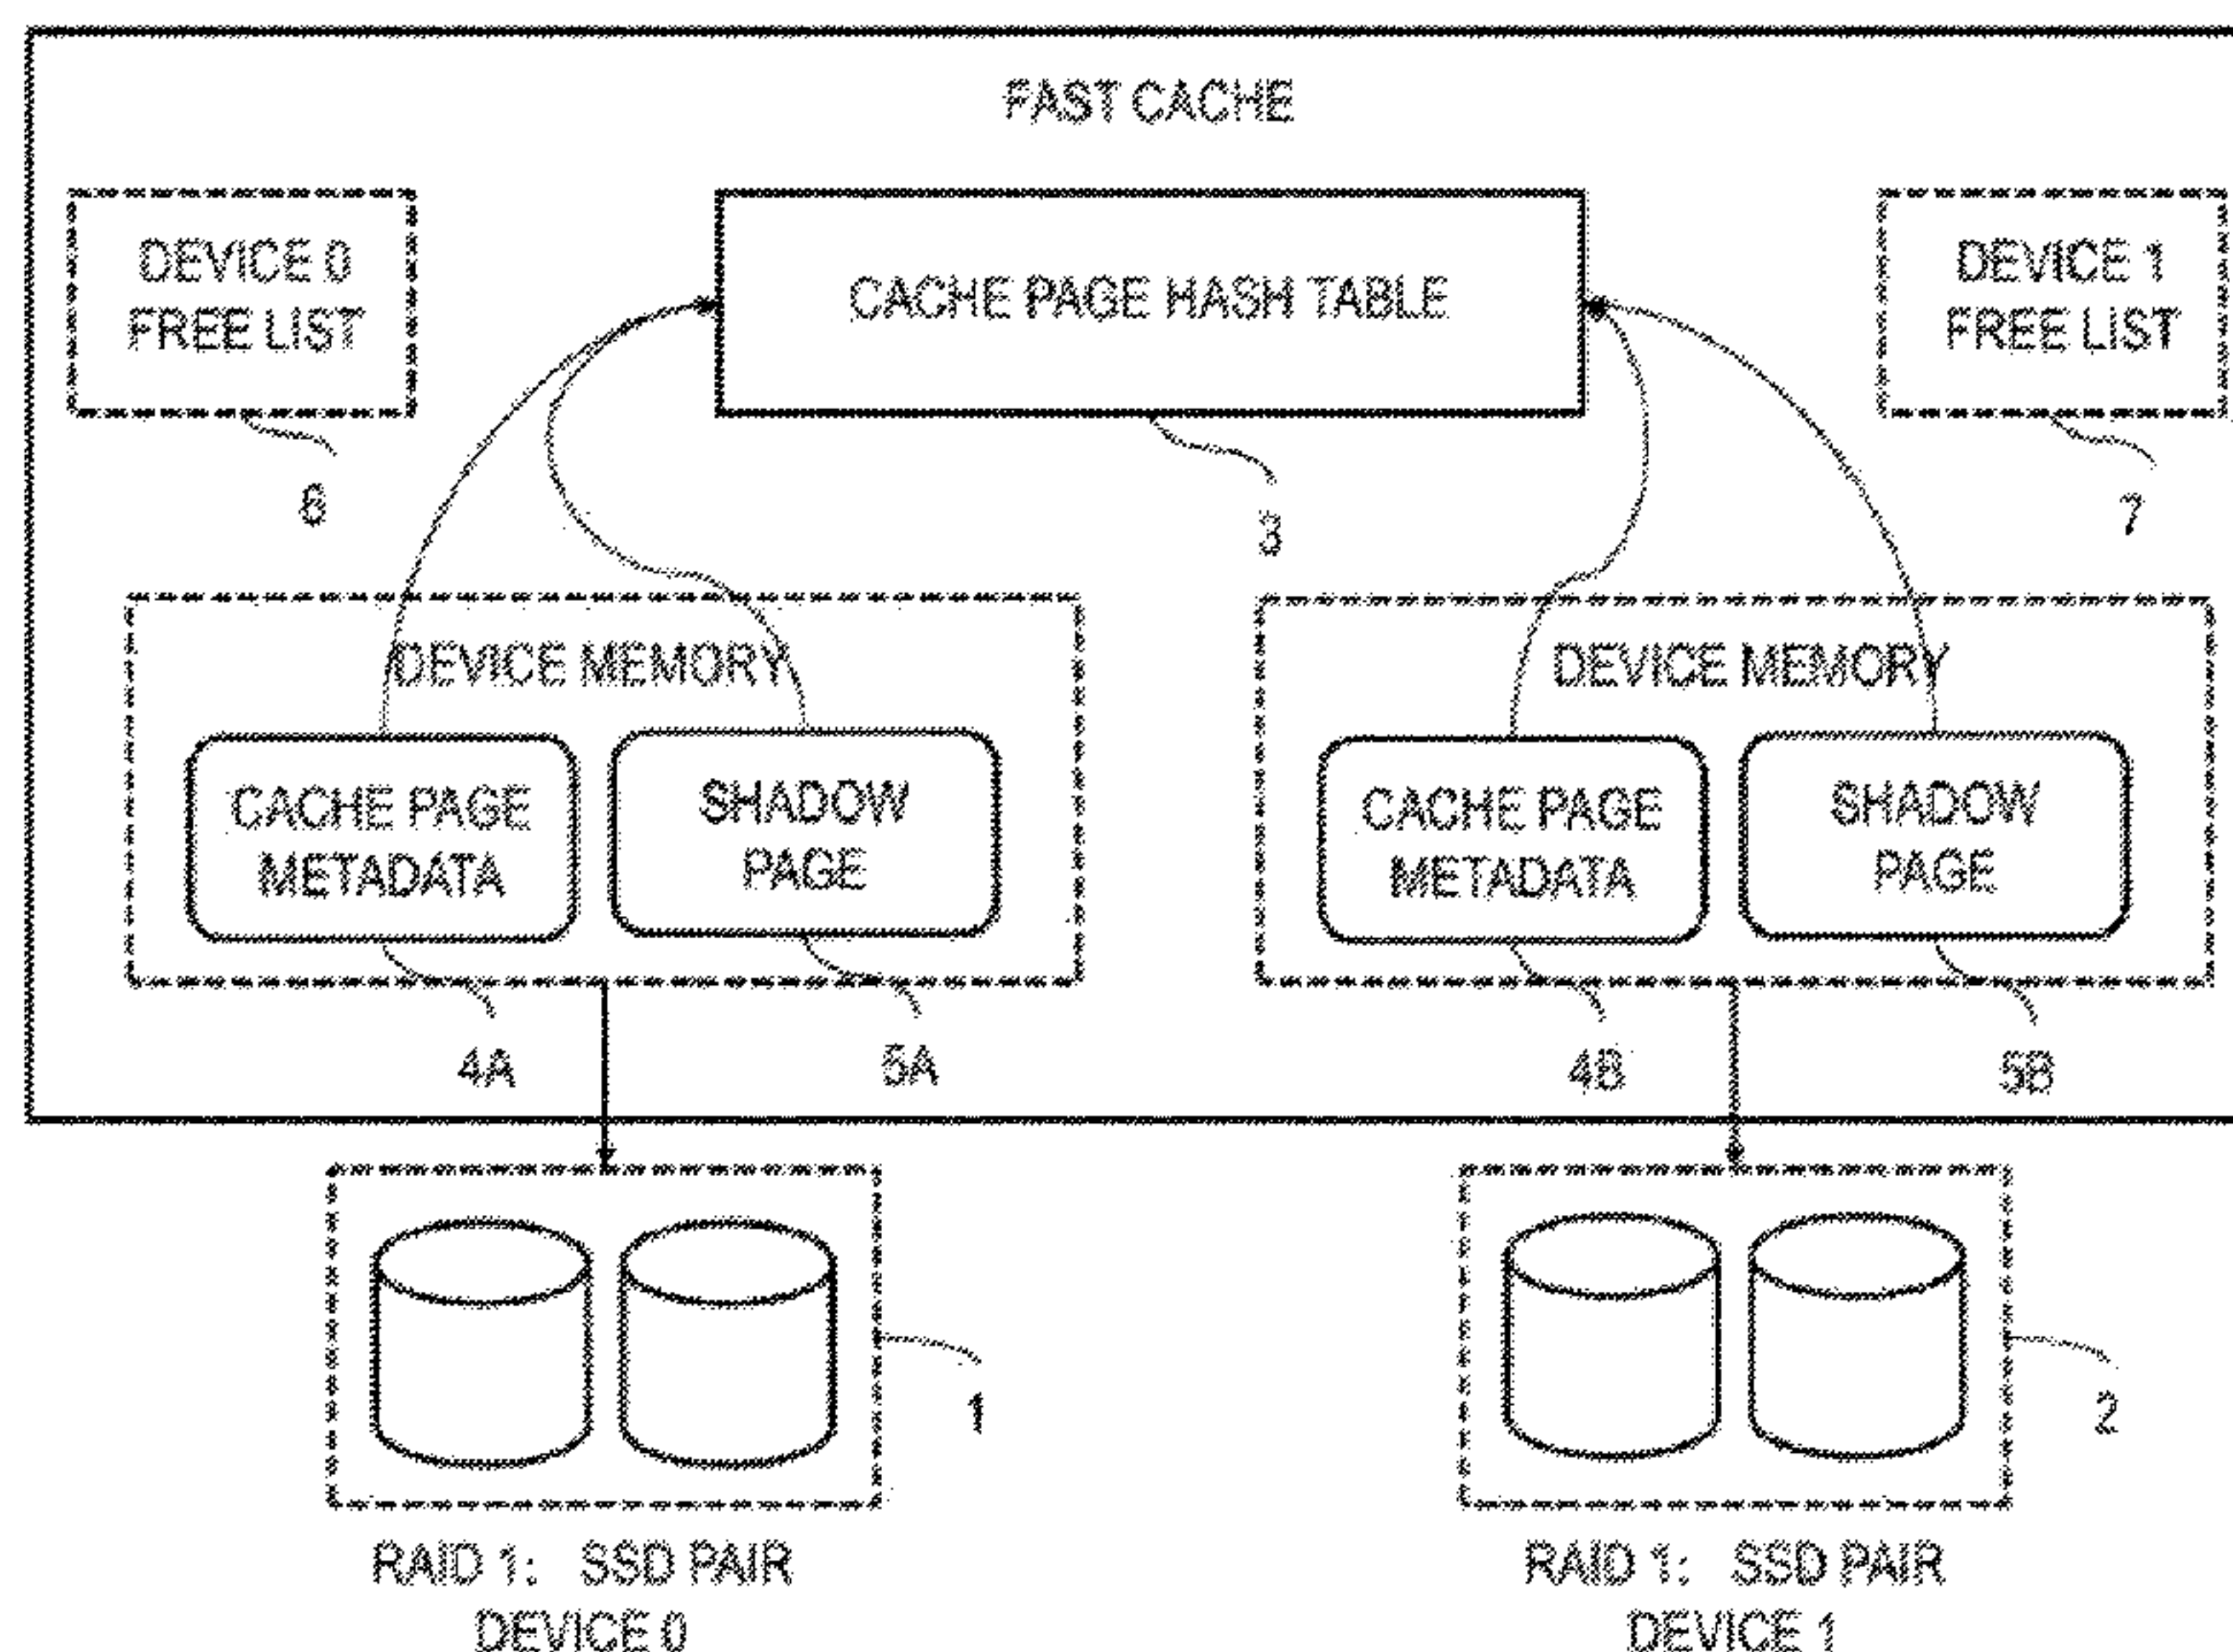 FAST CACHE
DEVICE 0
FREE LIST
CACHE PAGE HASH TABLE
DEVICE 1
FREE LIST
6
3
7
DEVICE MEMORY
DEVICE MEMORY
CACHE PAGE
METADATA
SHADOW
PAGE
CACHE PAGE
METADATA
SHADOW
PAGE
4A
5A
4B
5B
1
2
RAID 1: SSD PAIR
DEVICE 0
RAID 1: SSD PAIR
DEVICE 1